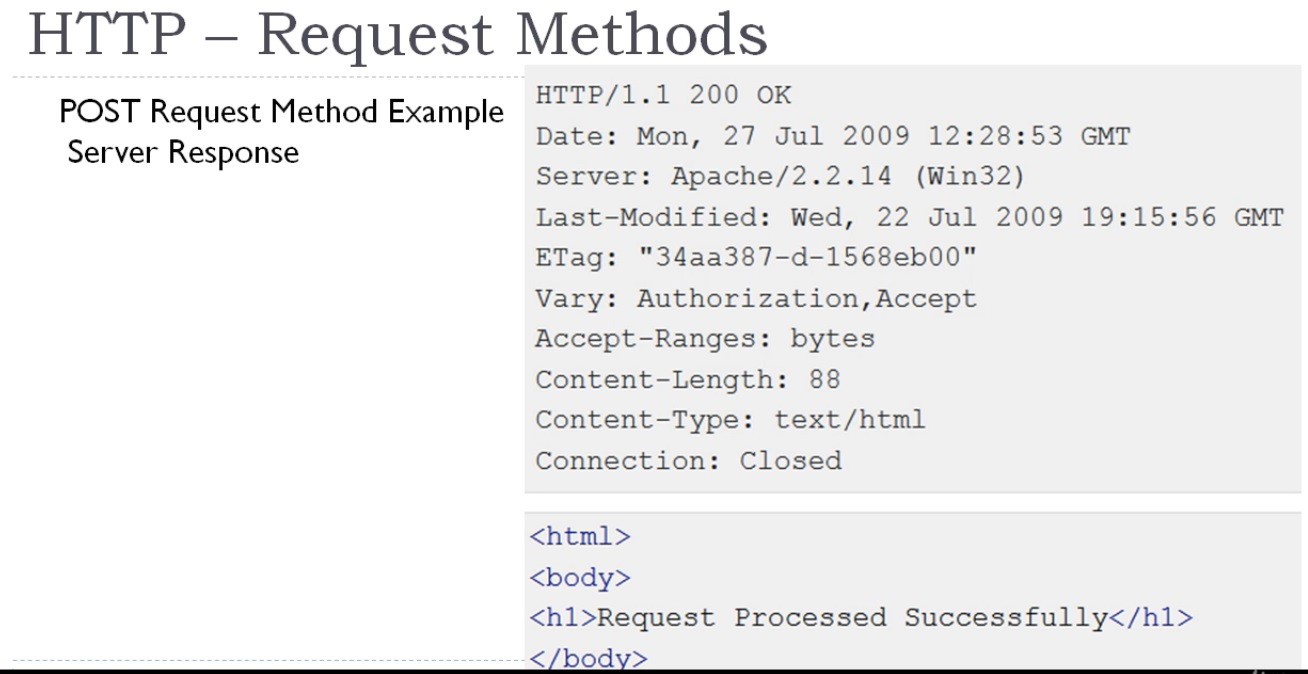 HTTP – Request Methods
POST Request Method Example
Server Response
HTTP/1.1 200 OK
Date: Mon, 27 Jul 2009 12:28:53 GMT
Server: Apache/2.2.14 (Win32)
Last-Modified: Wed, 22 Jul 2009 19:15:56 GMT
ETag: "34aa387-d-1568eb00"
Vary: Authorization,Accept
Accept-Ranges: bytes
Content-Length: 88
Content-Type: text/html
Connection: Closed
<html>
<body>
<h1>Request Processed Successfully</h1>
</body>